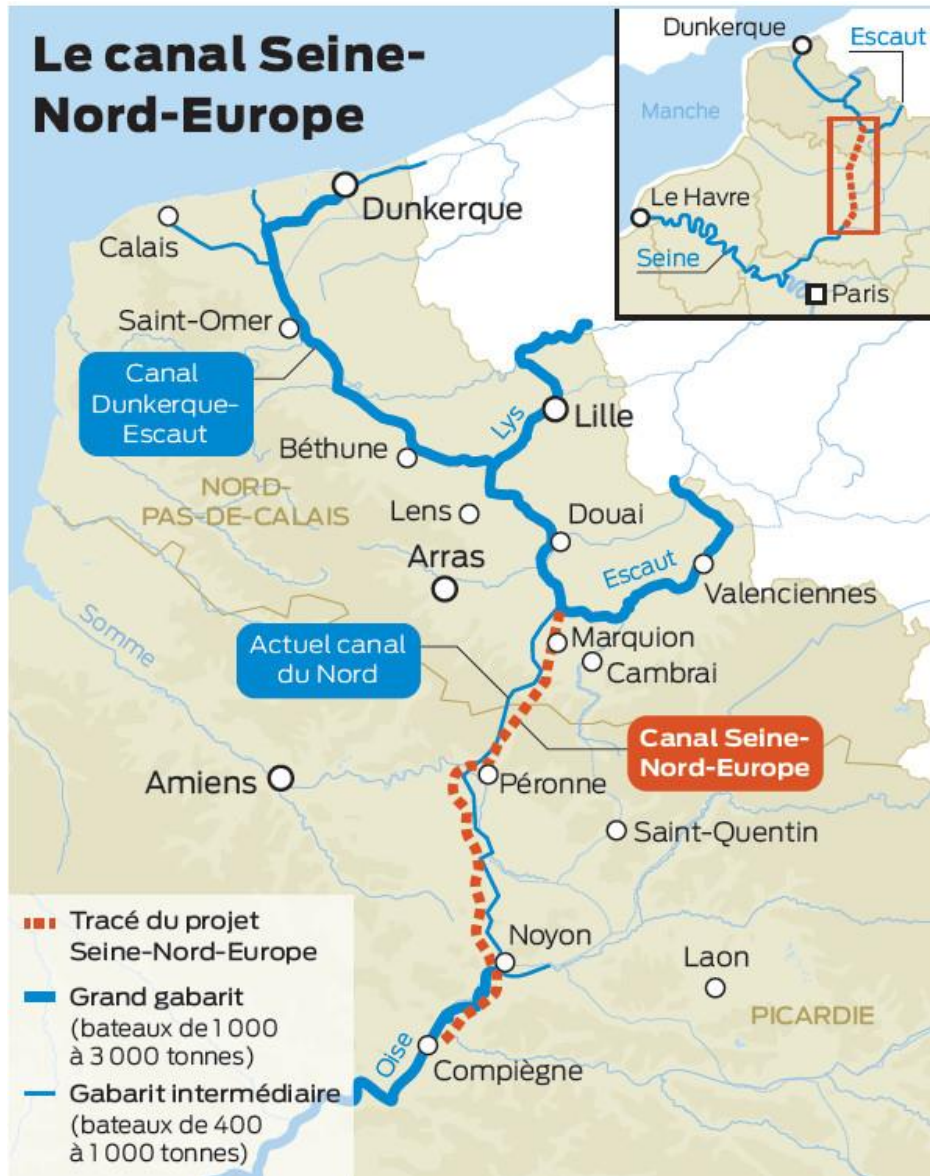 Le canal Seine-
Nord-Europe
Dunkerque
Escaut
Manche
Le Havre
Seine
Paris
Dunkerque
Calais
Saint-Omer
Canal
Dunkerque-
Escaut
Lys
Lille
Béthune
NORD-
PAS-DE-CALAIS
Lens
Douai
Arras
Escaut
Valenciennes
Somme
Actuel canal
du Nord
Marquion
Cambrai
Canal Seine-
Nord-Europe
Amiens
Péronne
Saint-Quentin
Noyon
Laon
PICARDIE
Oise
Compiègne
Tracé du projet
Seine-Nord-Europe
Grand gabarit
(bateaux de 1 000
à 3 000 tonnes)
Gabarit intermédiaire
(bateaux de 400
à 1 000 tonnes)